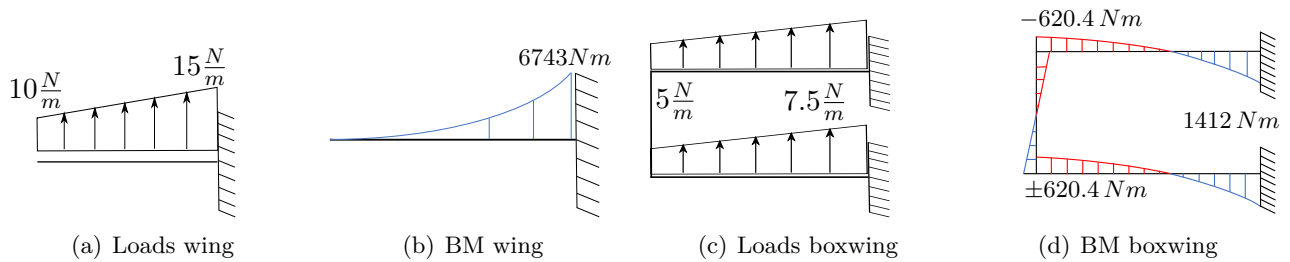 10 N/m
15 N/m
(a) Loads wing
6743Nm
(b) BM wing
5 N/m
7.5 N/m
(c) Loads boxwing
−620.4 Nm
1412 Nm
±620.4 Nm
(d) BM boxwing